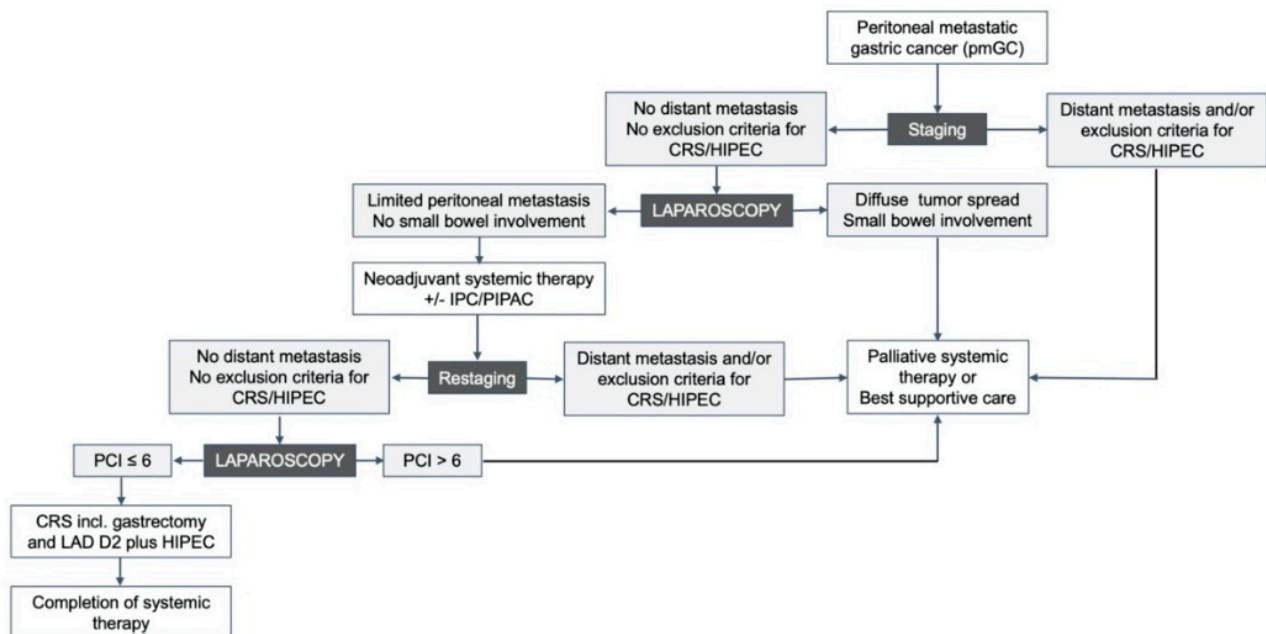 Peritoneal metastatic
gastric cancer (pmGC)
No distant metastasis
No exclusion criteria for
CRS/HIPEC
Staging
Distant metastasis and/or
exclusion criteria for
CRS/HIPEC
Limited peritoneal metastasis
No small bowel involvement
LAPAROSCOPY
Diffuse tumor spread
Small bowel involvement
Neoadjuvant systemic therapy
+/- IPC/PIPAC
No distant metastasis
No exclusion criteria for
CRS/HIPEC
Restaging
Distant metastasis and/or
exclusion criteria for
CRS/HIPEC
Palliative systemic
therapy or
Best supportive care
PCI ≤ 6
LAPAROSCOPY
PCI > 6
CRS incl. gastrectomy
and LAD D2 plus HIPEC
Completion of systemic
therapy